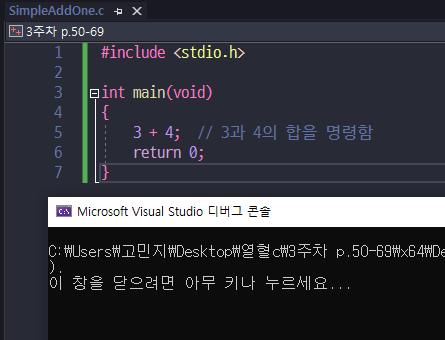 SimpleAddOne.c
3주차 p.50-69
1 #include <stdio.h>
2
3 int main(void)
4 {
5 3 + 4; // 3과 4의 합을 명령함
6 return 0;
7 }
Microsoft Visual Studio 디버그 콘솔
C:\Users\고민지\Desktop\열혈c\3주차 p.50-69\x64\De
).
이 창을 닫으려면 아무 키나 누르세요...